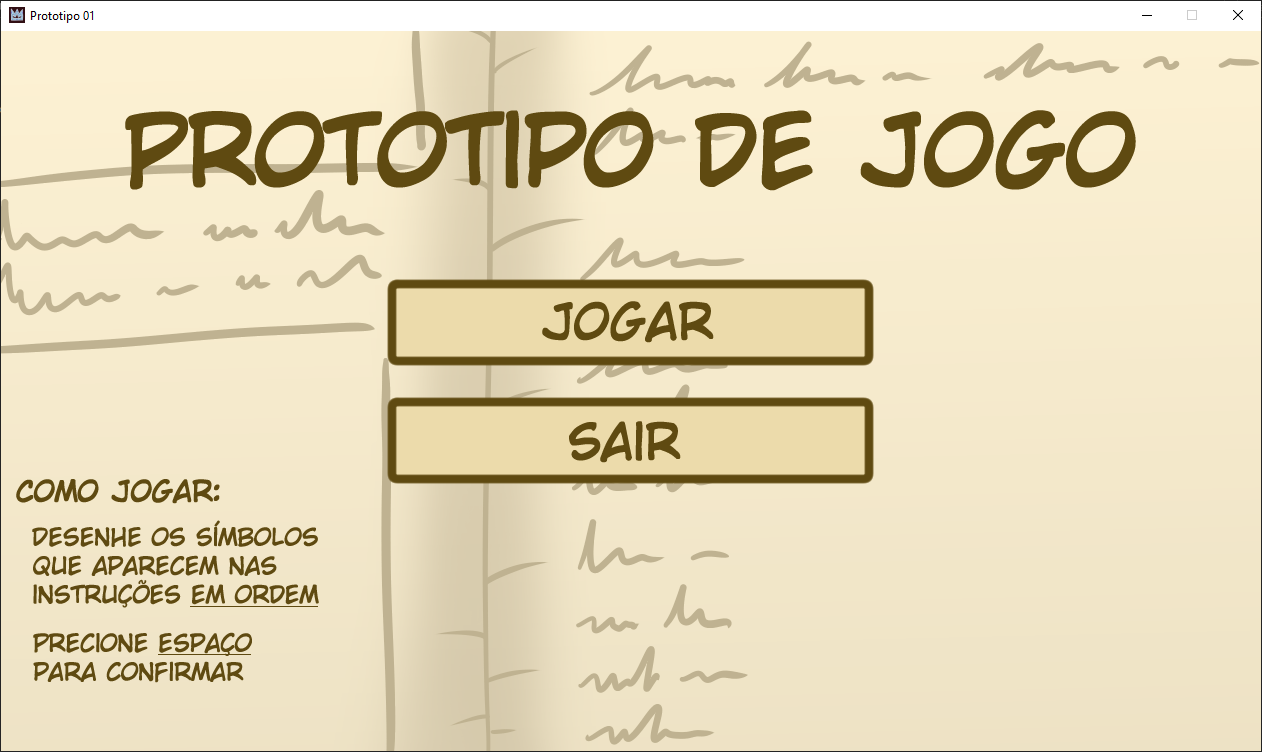 Prototipo 01
PROTOTIPO DE JOGO
JOGAR
SAIR
COMO JOGAR:
DESENHE OS SÍMBOLOS
QUE APARECEM NAS
INSTRUÇÕES EM ORDEM
PRECIONE ESPAÇO
PARA CONFIRMAR